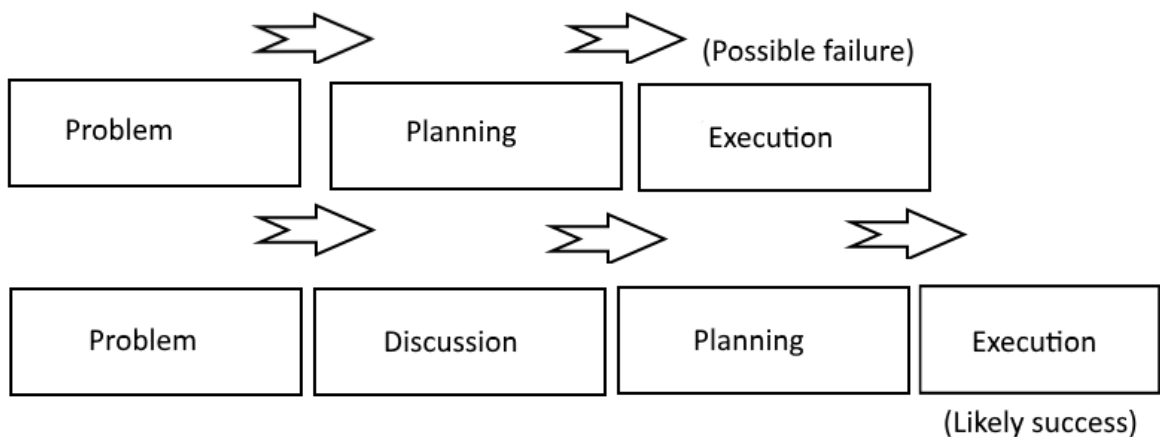 (Possible failure)
Problem
Planning
Execution
Problem
Discussion
Planning
Execution
(Likely success)